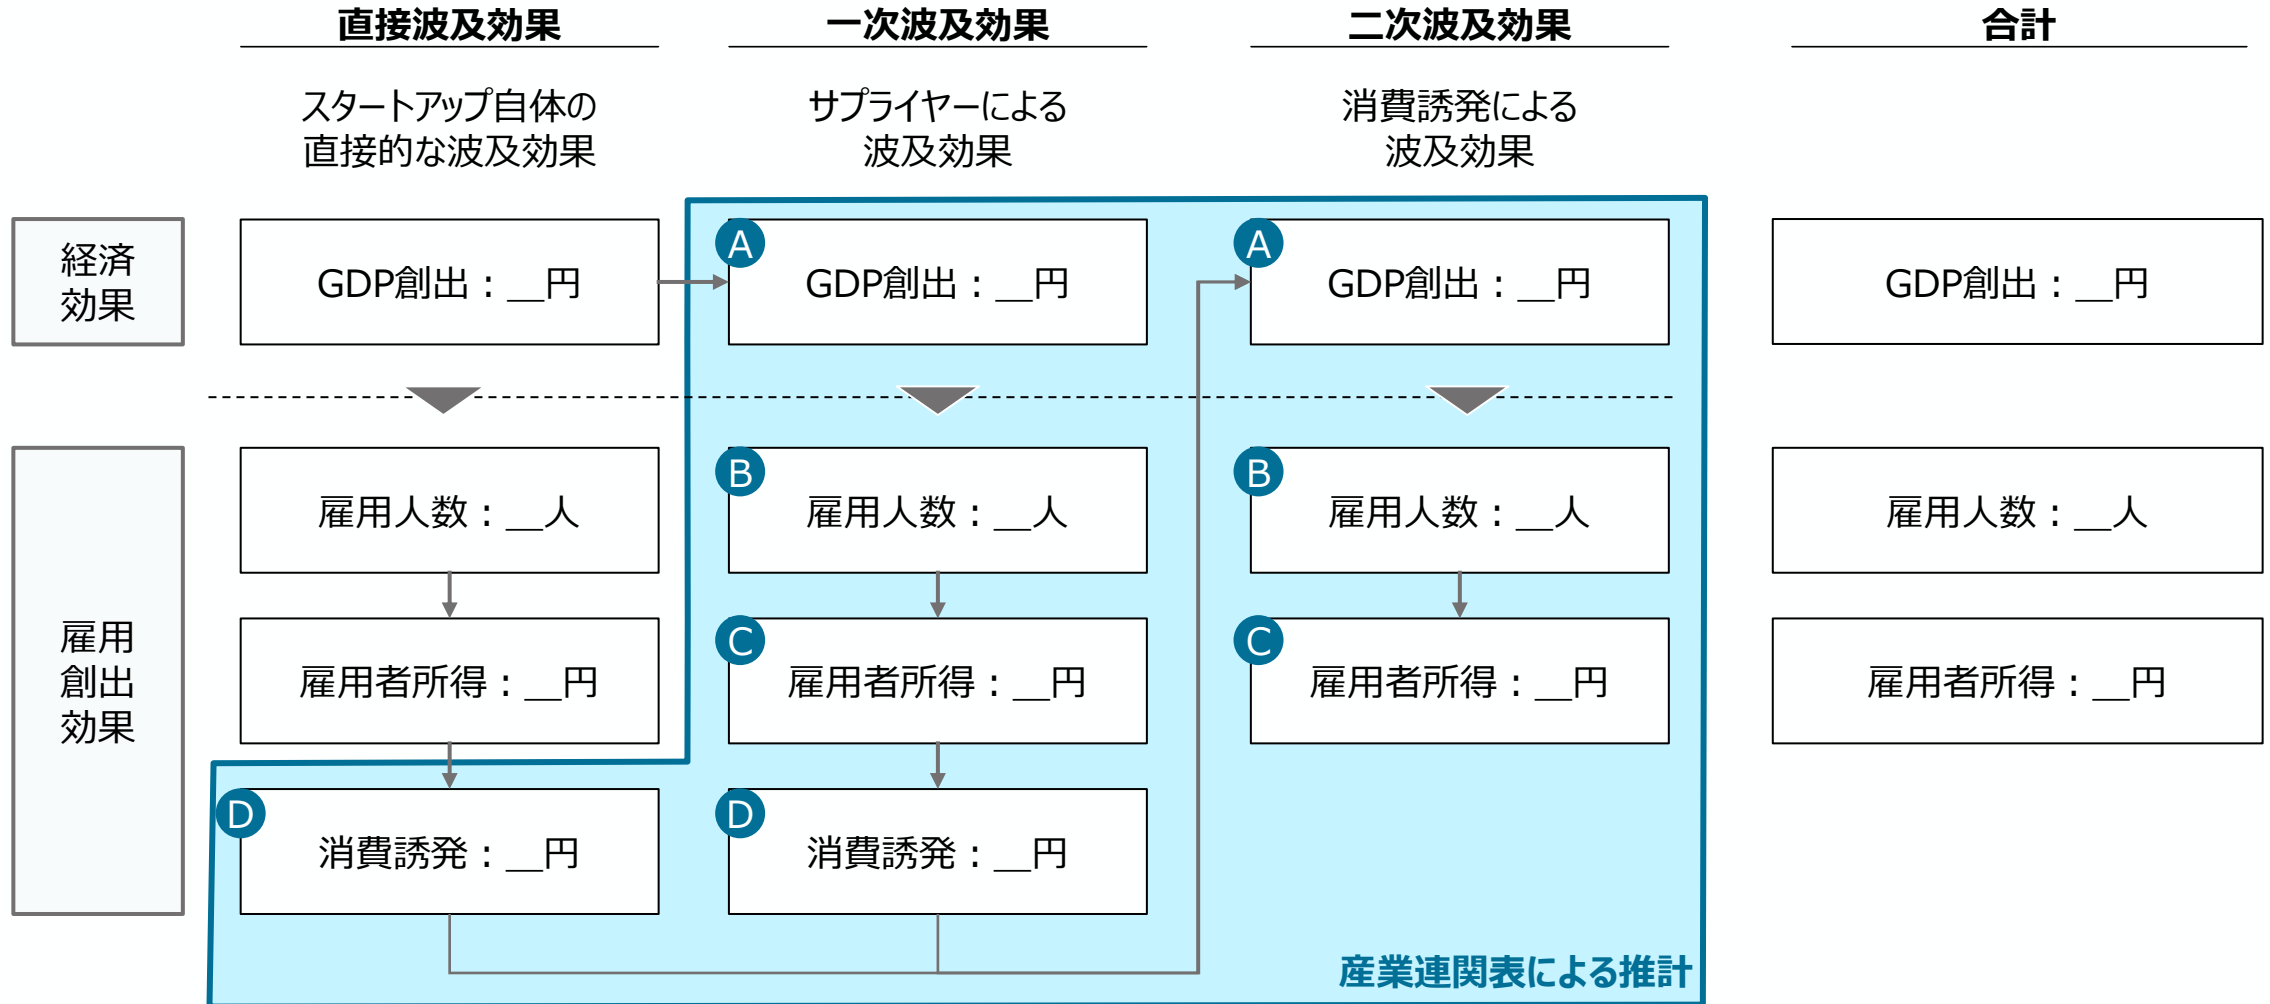 直接波及効果
一次波及効果
二次波及効果
合計
スタートアップ自体の
直接的な波及効果
サプライヤーによる
波及効果
消費誘発による
波及効果
経済
効果
GDP創出：__円
A
GDP創出：__円
A
GDP創出：__円
GDP創出：__円
雇用
創出
効果
雇用人数：__人
B
雇用人数：__人
B
雇用人数：__人
雇用人数：__人
雇用者所得：__円
C
雇用者所得：__円
C
雇用者所得：__円
雇用者所得：__円
D
消費誘発：__円
D
消費誘発：__円
産業連関表による推計